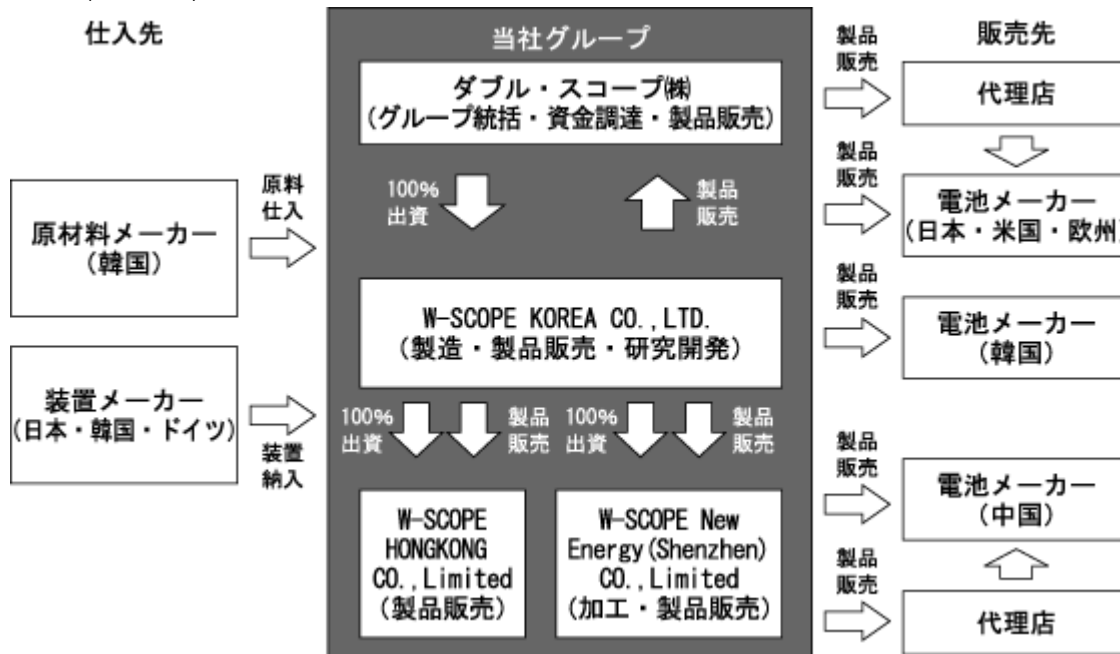 仕入先
原材料メーカー
(韓国)
原料
仕入
装置メーカー
(日本・韓国・ドイツ)
装置
納入
当社グループ
ダブル・スコープ㈱
(グループ統括・資金調達・製品販売)
100%
出資
製品
販売
W-SCOPE KOREA CO.,LTD.
(製造・製品販売・研究開発)
100%
出資
製品
販売
100%
出資
製品
販売
W-SCOPE
HONGKONG
CO.,Limited
(製品販売)
W-SCOPE New
Energy(Shenzhen)
CO.,Limited
(加工・製品販売)
販売先
製品
販売
代理店
製品
販売
電池メーカー
(日本・米国・欧州
製品
販売
電池メーカー
(韓国)
製品
販売
電池メーカー
(中国)
製品
販売
代理店